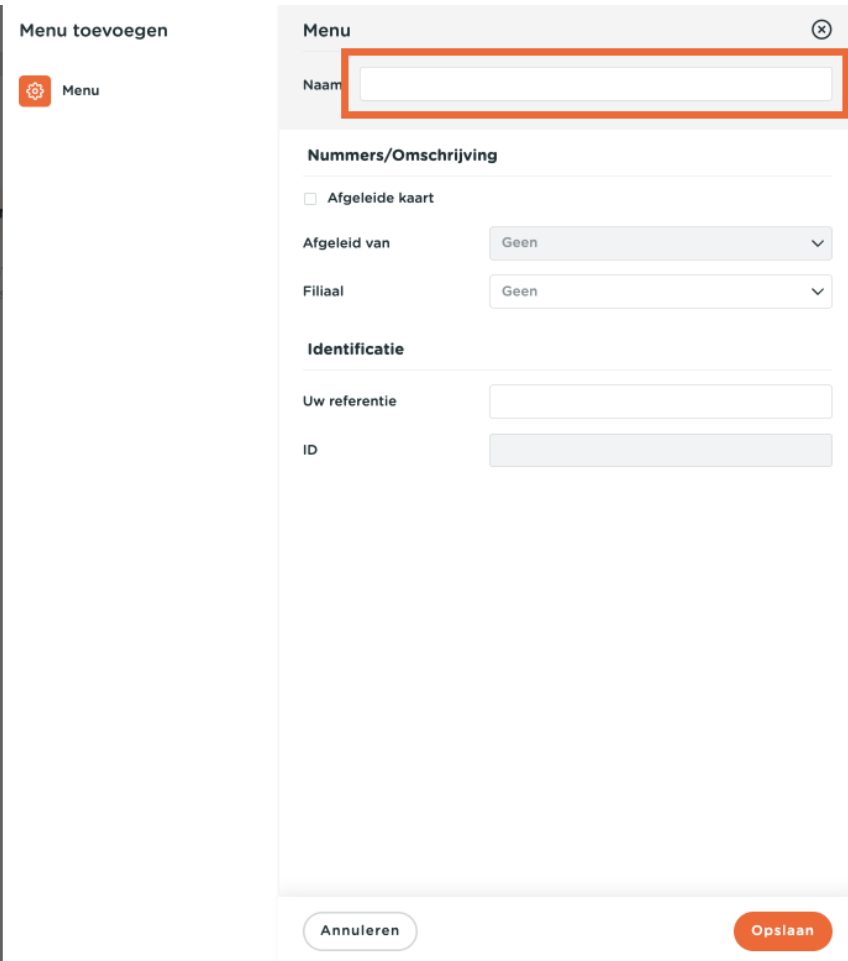 Menu toevoegen
Menu
Menu
Naam
Nummers/Omschrijving
Afgeleide kaart
Afgeleid van Geen
Filiaal Geen
Identificatie
Uw referentie
ID
Annuleren Opslaan